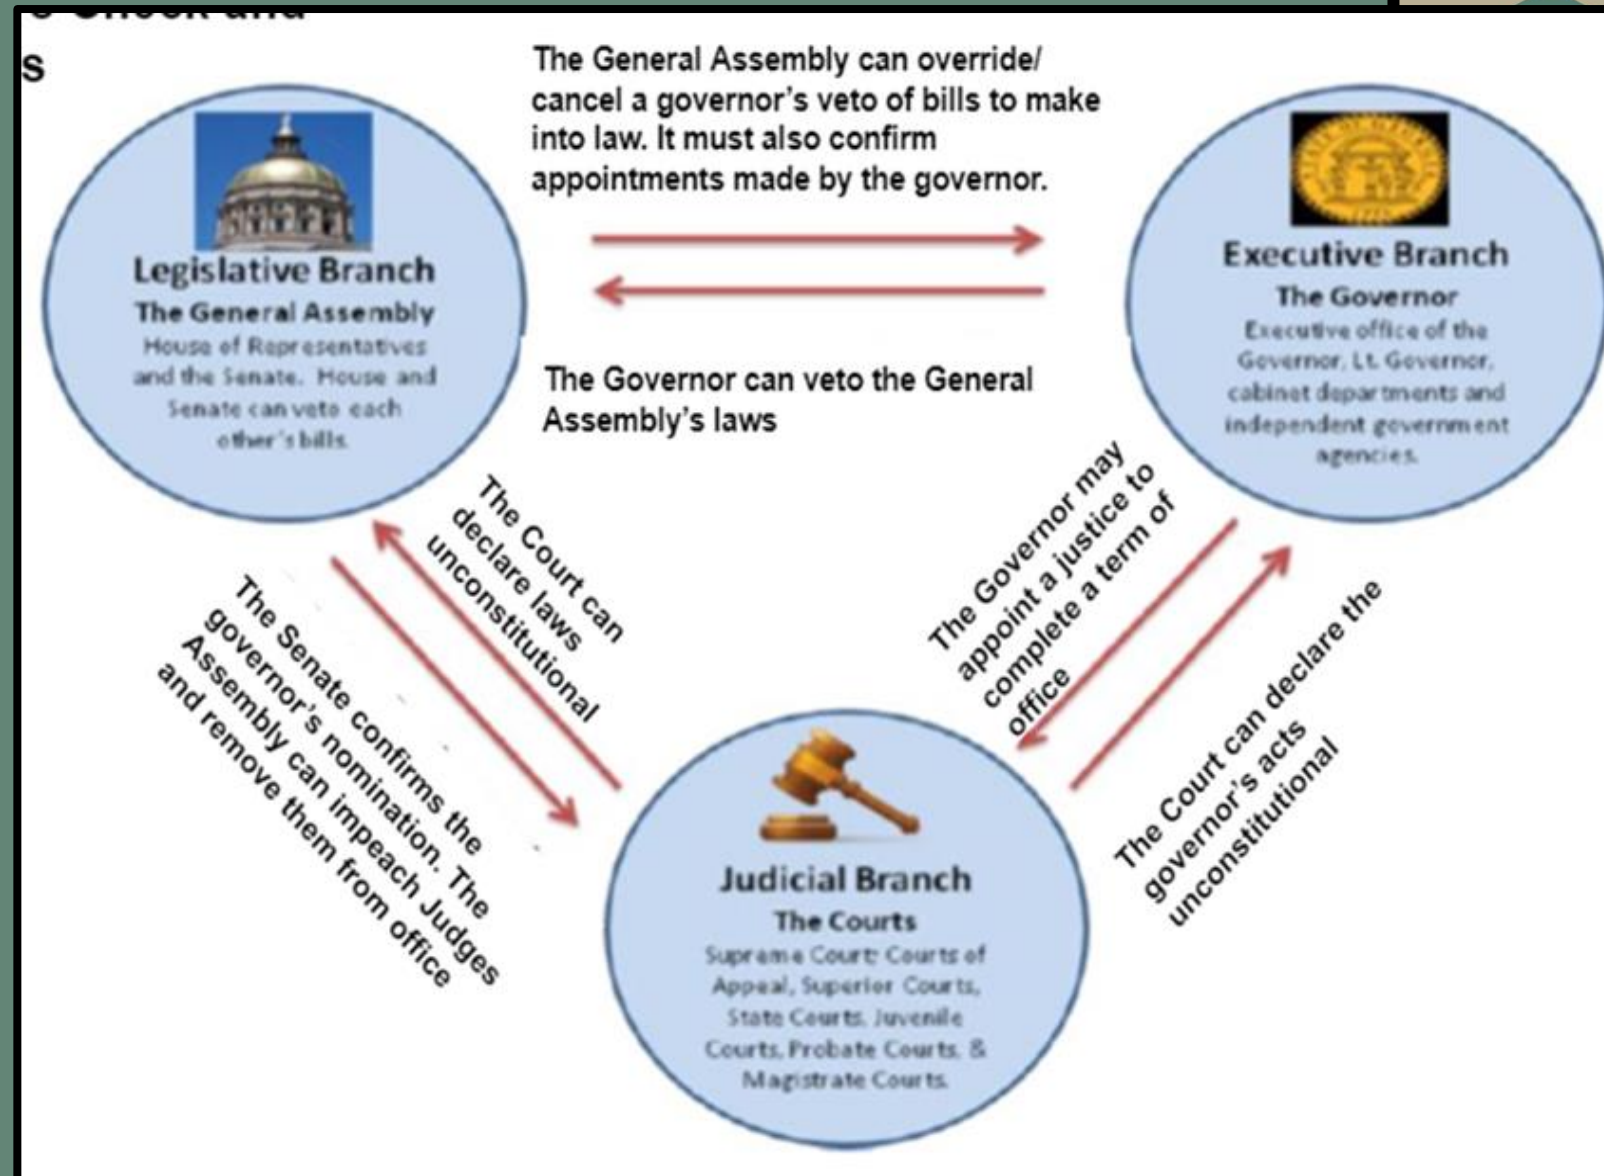 s Check and
s
The General Assembly can override/
cancel a governor's veto of bills to make
into law. It must also confirm
appointments made by the governor.
Legislative Branch
The General Assembly
House of Representatives
and the Senate. House and
Senate can veto each
other's bills.
Executive Branch
The Governor
Executive office of the
Governor, Lt. Governor,
cabinet departments and
independent government
agencies.
The Governor can veto the General
Assembly's laws
The Court can
declare laws
unconstitutional
The Senate confirms the
governor's nomination. The
Assembly can impeach Judges
and remove them from office
The Governor may
appoint a justice to
complete a term of
office
The Court can declare the
governor's acts
unconstitutional
Judicial Branch
The Courts
Supreme Court: Courts of
Appeal, Superior Courts,
State Courts, Juvenile
Courts, Probate Courts, &
Magistrate Courts.